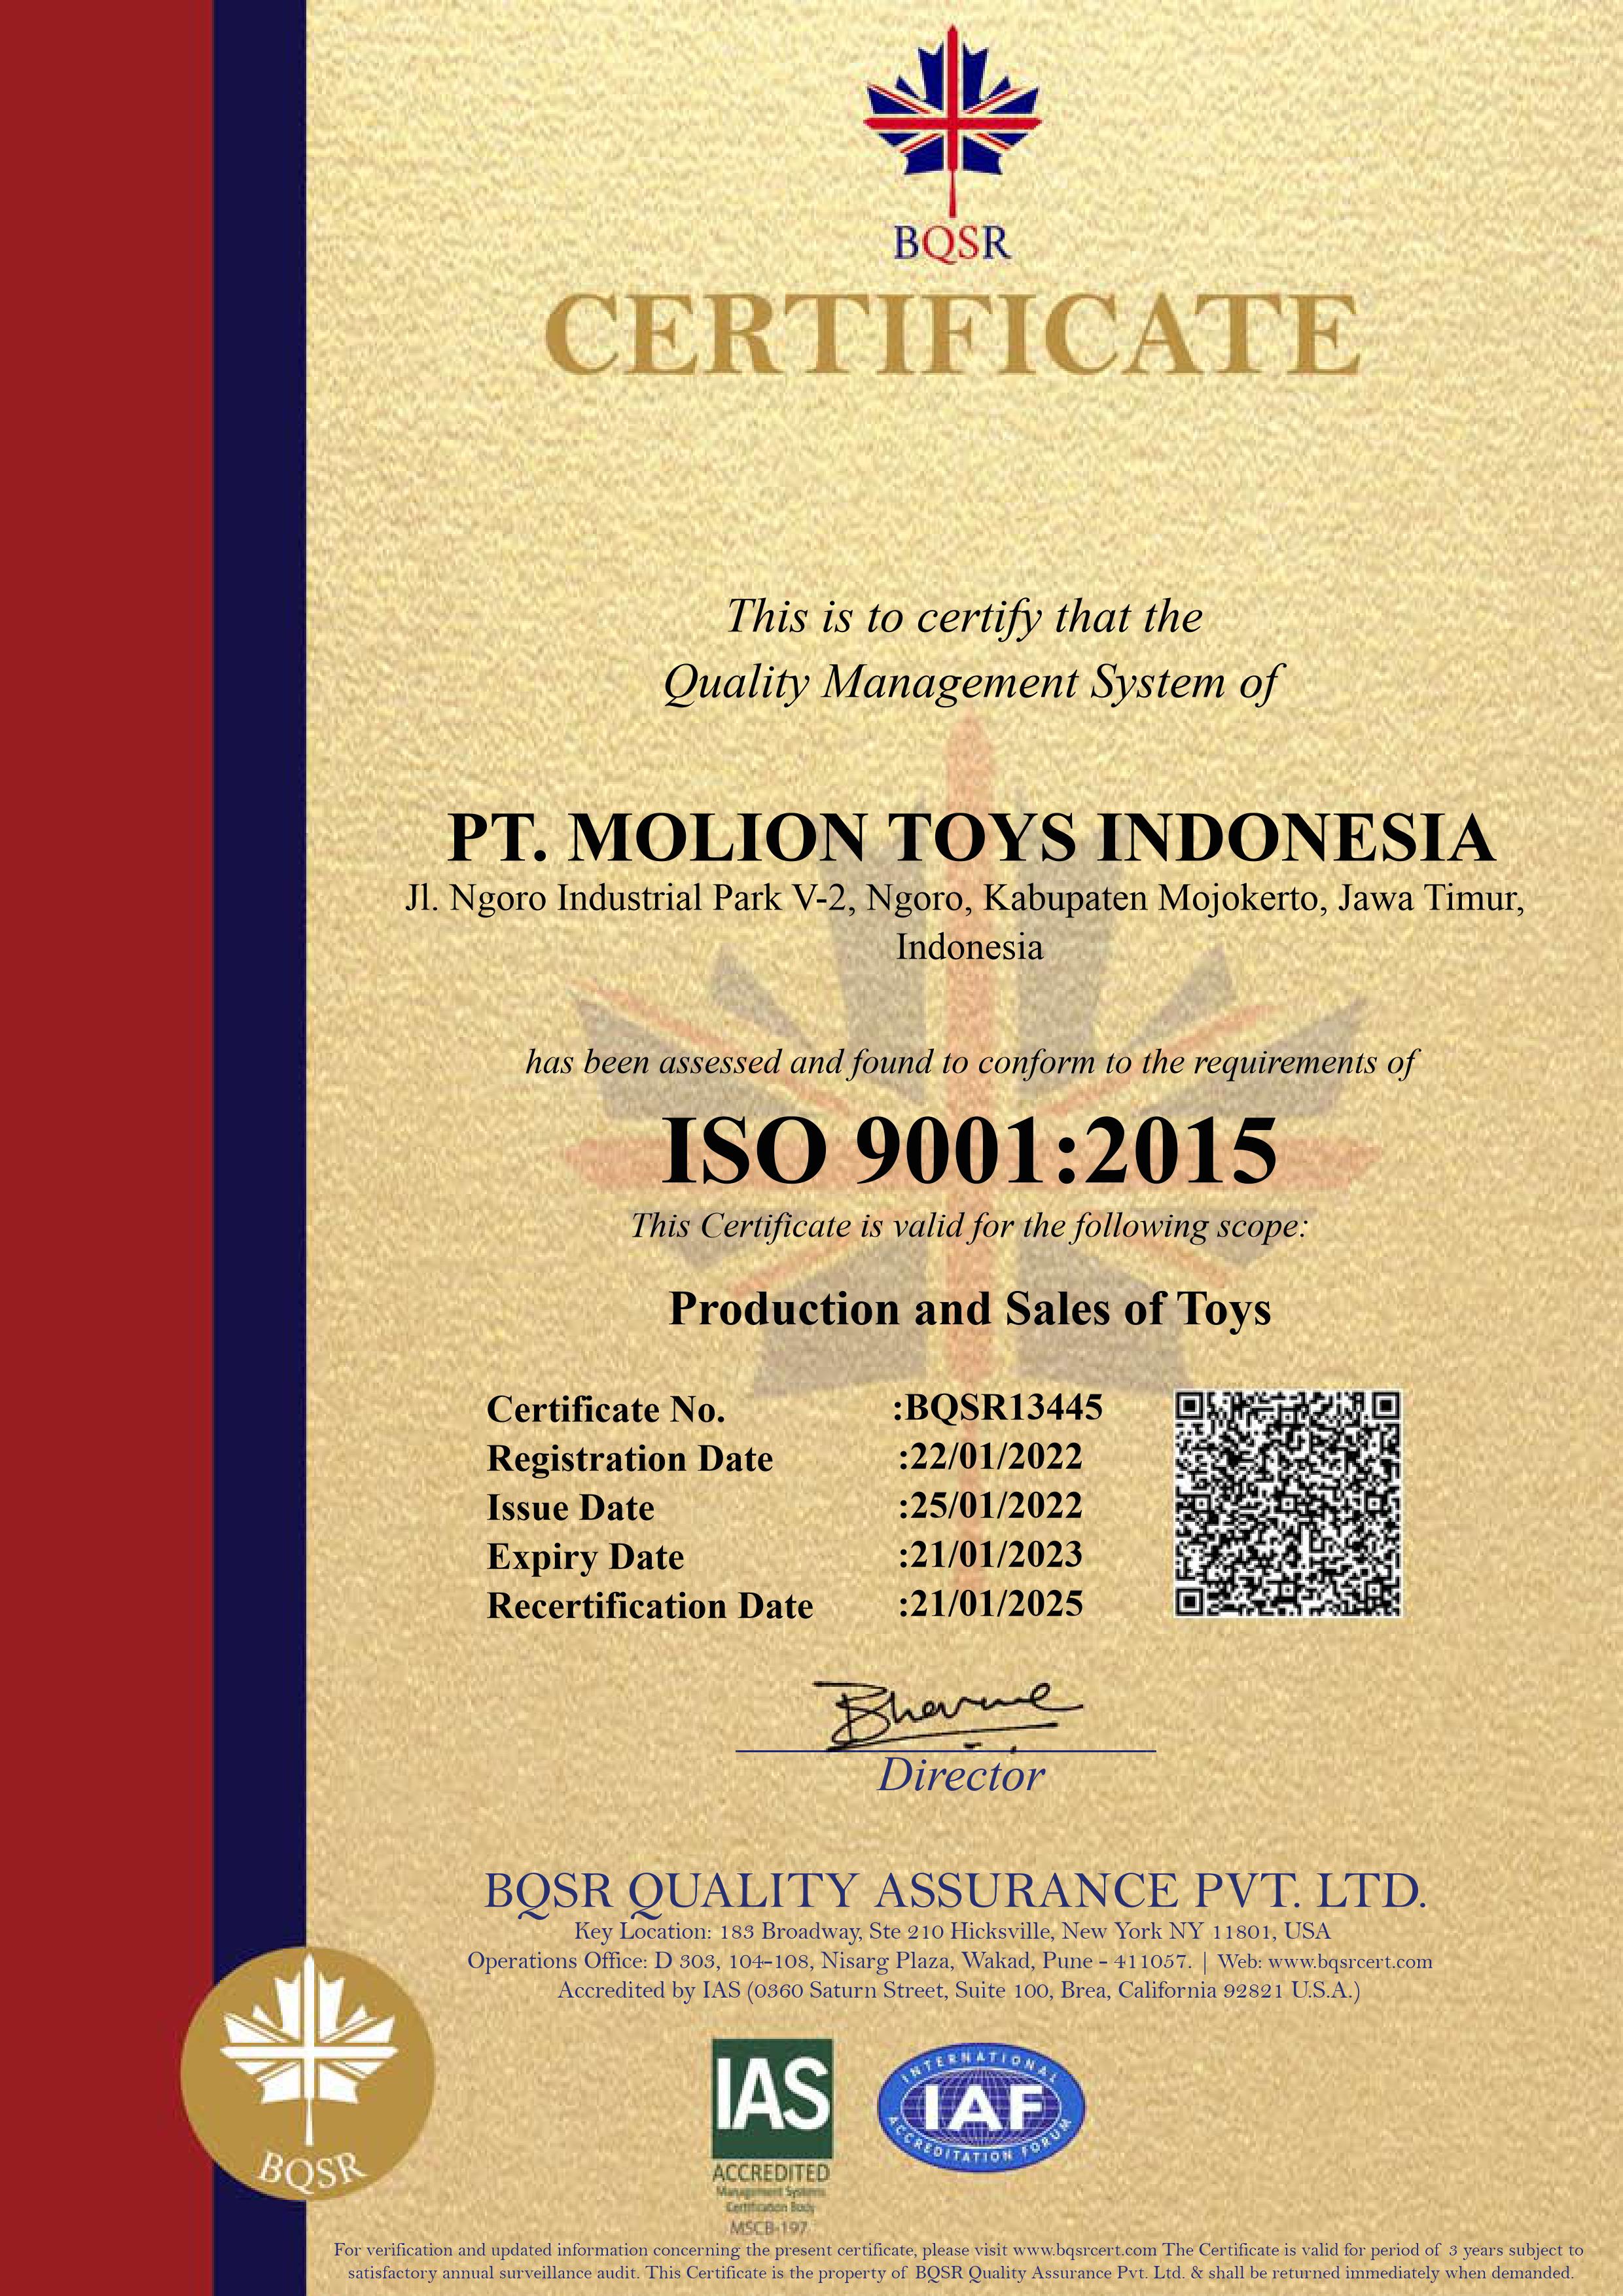 BQSR
CERTIFICATE
This is to certify that the
Quality Management System of
PT. MOLION TOYS INDONESIA
Jl. Ngoro Industrial Park V-2, Ngoro, Kabupaten Mojokerto, Jawa Timur,
Indonesia
has been assessed and found to conform to the requirements of
ISO 9001:2015
This Certificate is valid for the following scope:
Production and Sales of Toys
Certificate No. :BQSR13445
Registration Date :22/01/2022
Issue Date :25/01/2022
Expiry Date :21/01/2023
Recertification Date :21/01/2025
Director
BQSR QUALITY ASSURANCE PVT. LTD.
Key Location: 183 Broadway, Ste 210 Hicksville, New York NY 11801, USA
Operations Office: D 303, 104-108, Nisarg Plaza, Wakad, Pune - 411057. | Web: www.bqsrcert.com
Accredited by IAS (0360 Saturn Street, Suite 100, Brea, California 92821 U.S.A.)
BQSR
IAS
ACCREDITED
Management Systems
Certification Body
MSCB-197
INTERNATIONAL
IAF
ACCREDITATION FORUM
For verification and updated information concerning the present certificate, please visit www.bqsrcert.com The Certificate is valid for period of 3 years subject to
satisfactory annual surveillance audit. This Certificate is the property of BQSR Quality Assurance Pvt. Ltd. & shall be returned immediately when demanded.